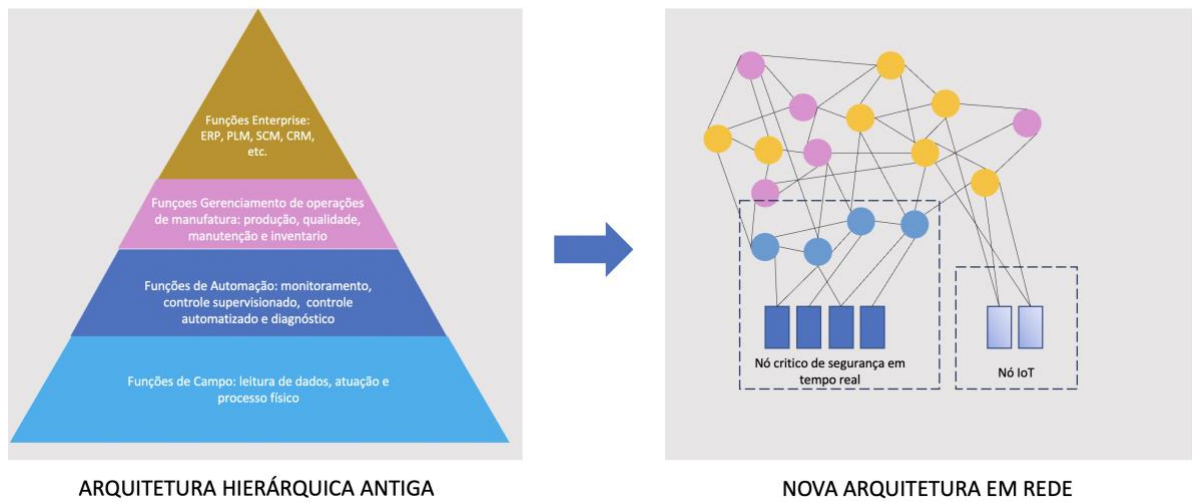 Funções Enterprise:
ERP, PLM, SCM, CRM,
etc.
Funçoes Gerenciamento de operações
de manufatura: produção, qualidade,
manutenção e inventario
Funções de Automação: monitoramento,
controle supervisionado,  controle
automatizado e diagnóstico
Funções de Campo: leitura de dados, atuação e
processo físico
ARQUITETURA HIERÁRQUICA ANTIGA
Nó critico de segurança em
tempo real
Nó IoT
NOVA ARQUITETURA EM REDE